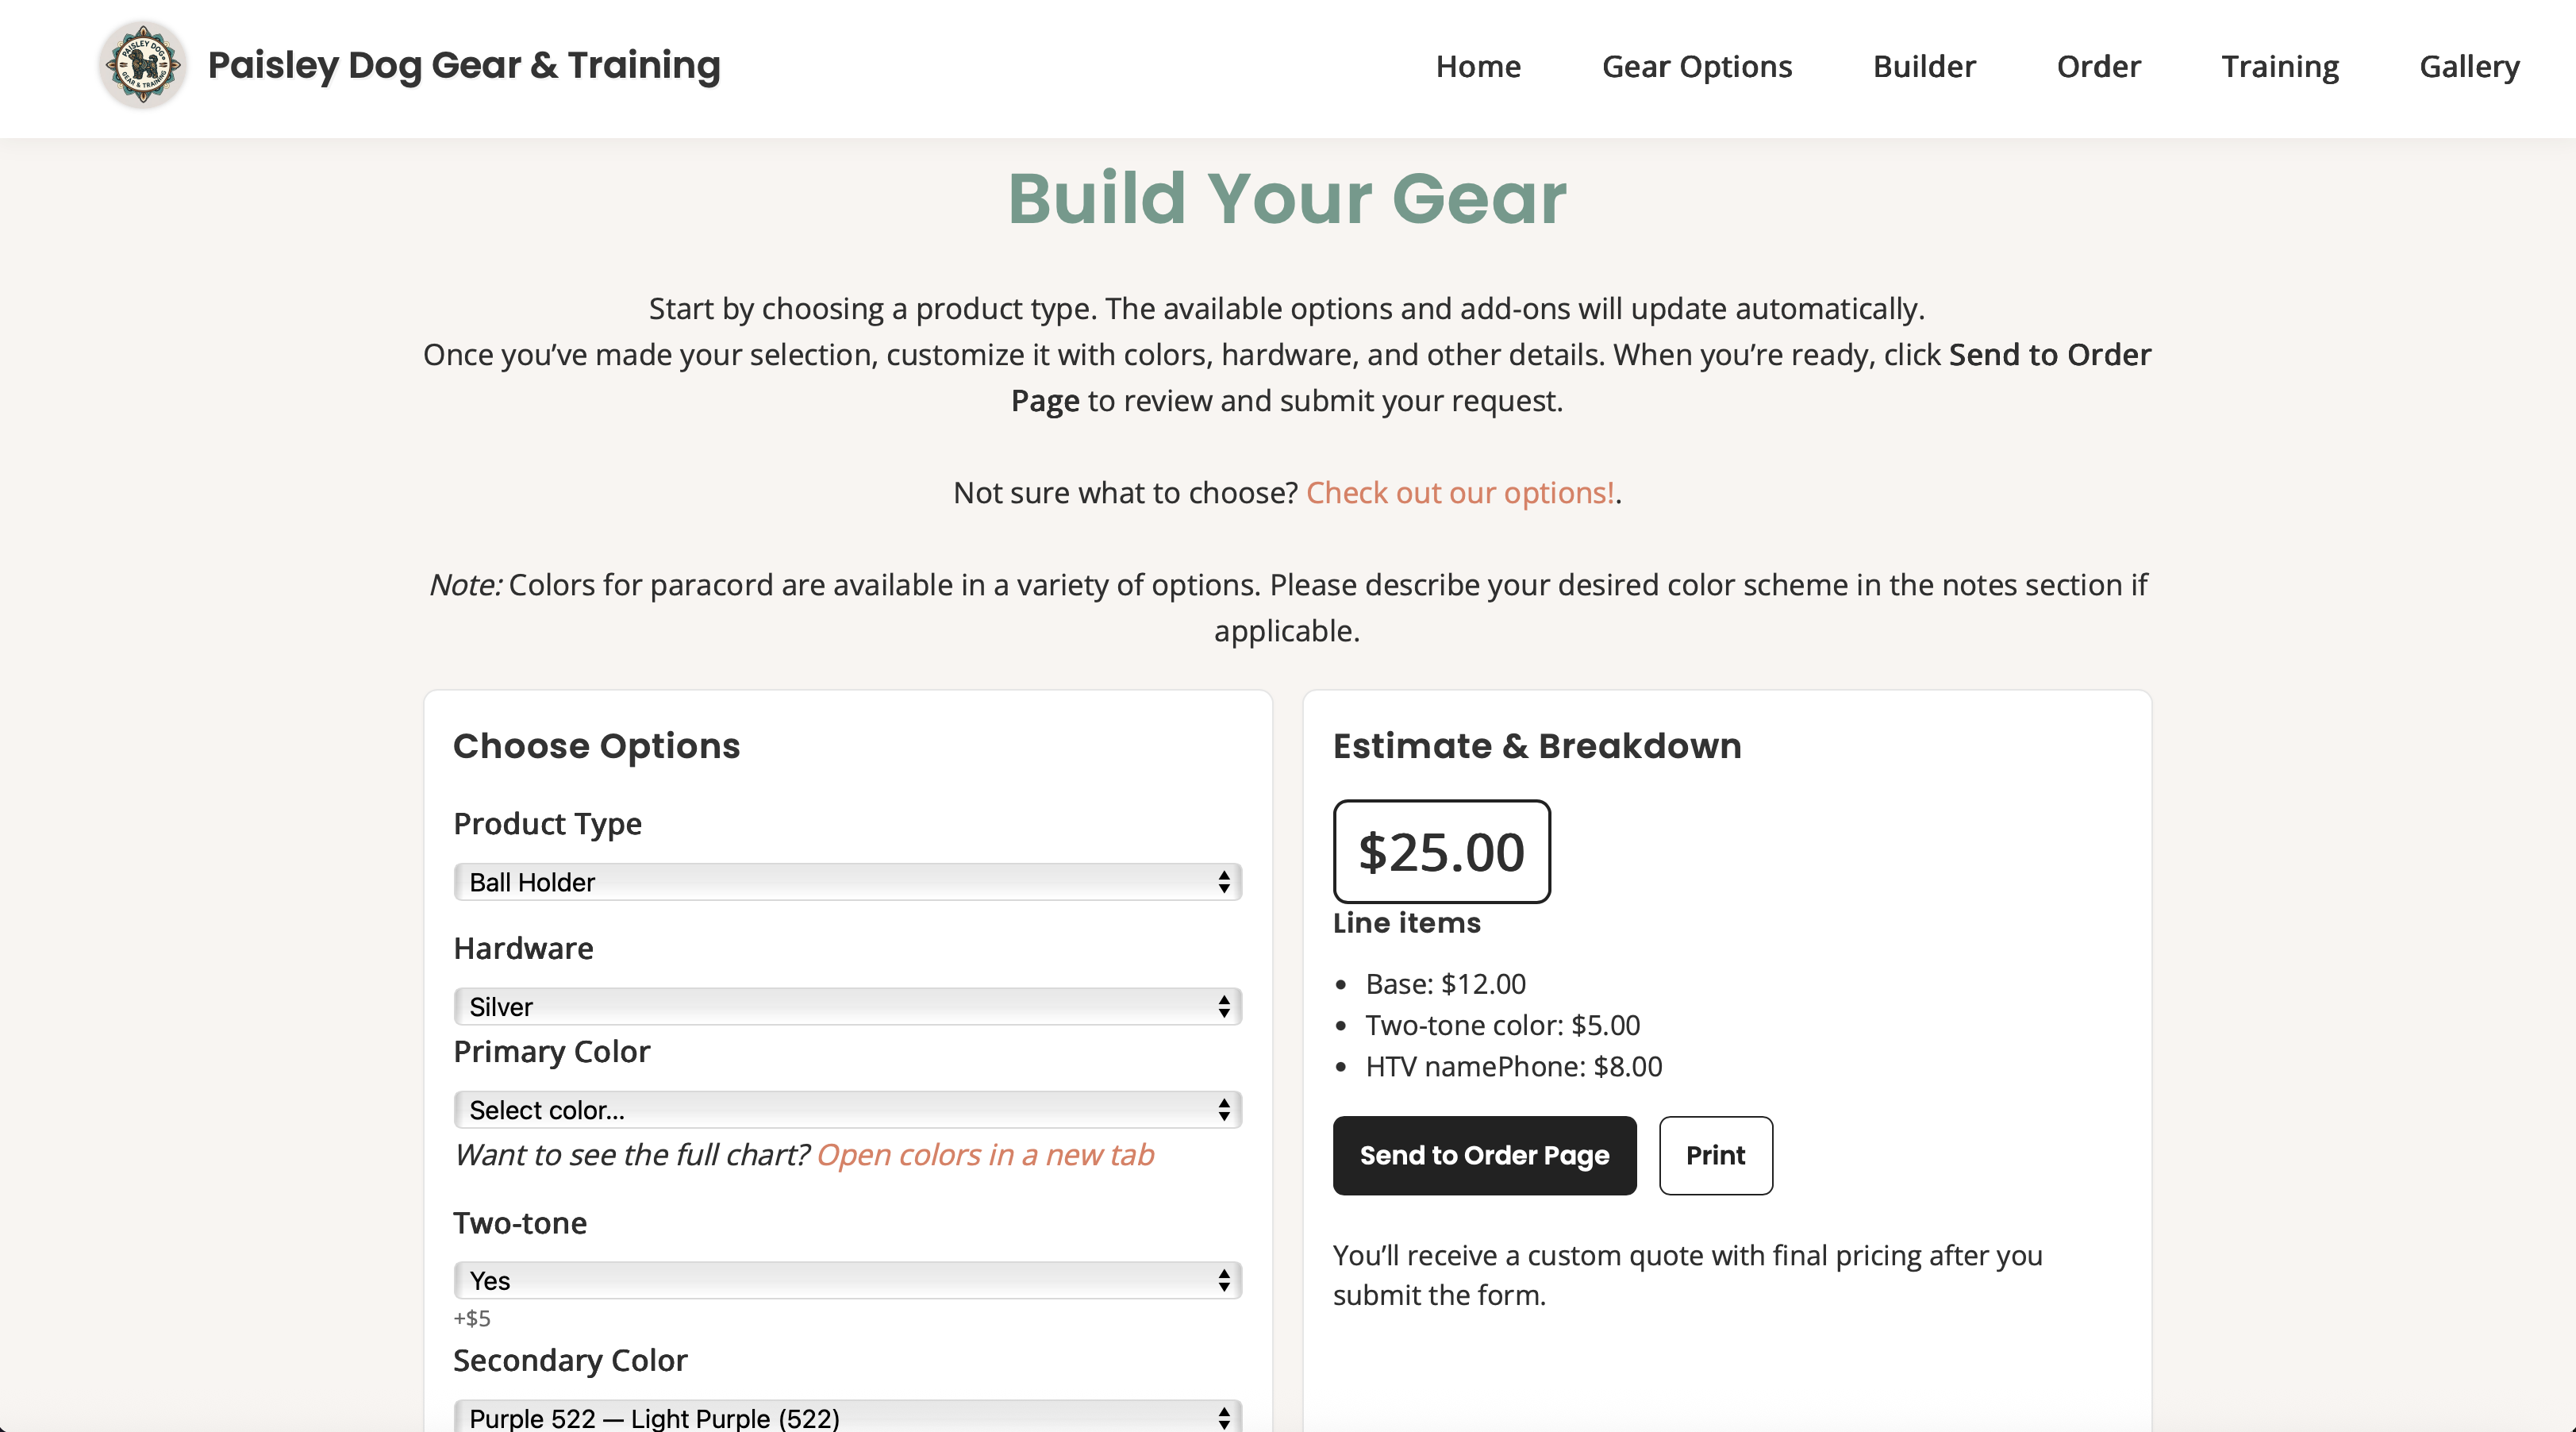 PAISLEY DOG
GEAR & TRAINING
Paisley Dog Gear & Training
Home
Gear Options
Builder
Order
Training
Gallery
Build Your Gear
Start by choosing a product type. The available options and add-ons will update automatically.
Once you’ve made your selection, customize it with colors, hardware, and other details. When you’re ready, click Send to Order
Page to review and submit your request.
Not sure what to choose? Check out our options!.
Note: Colors for paracord are available in a variety of options. Please describe your desired color scheme in the notes section if
applicable.
Choose Options
Product Type
Ball Holder
Hardware
Silver
Primary Color
Select color...
Want to see the full chart? Open colors in a new tab
Two-tone
Yes
+$5
Secondary Color
Purple 522 — Light Purple (522)
Estimate & Breakdown
$25.00
Line items
• Base: $12.00
• Two-tone color: $5.00
• HTV namePhone: $8.00
Send to Order Page
Print
You’ll receive a custom quote with final pricing after you
submit the form.